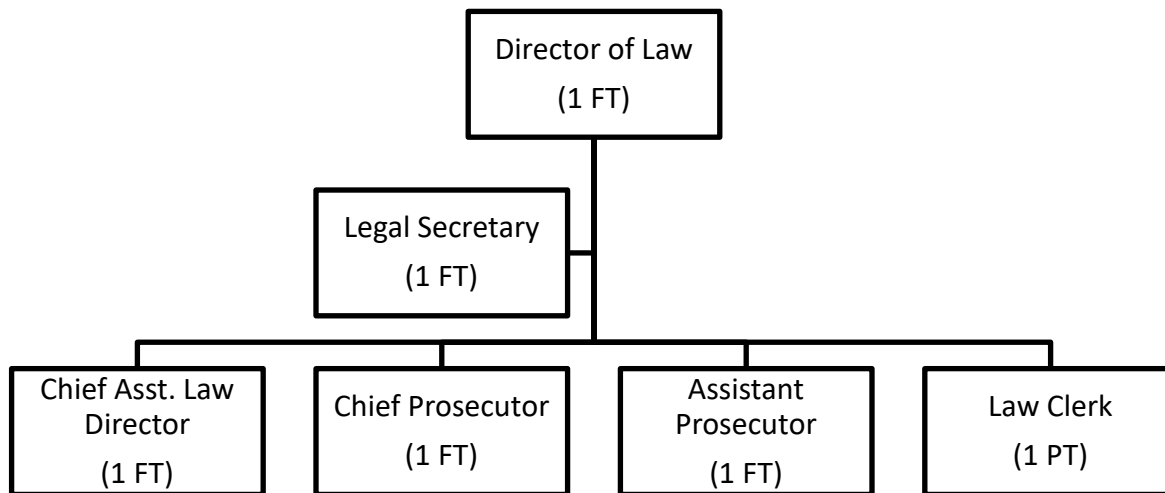 Director of Law
(1 FT)
Legal Secretary
(1 FT)
Chief Asst. Law
Director
(1 FT)
Chief Prosecutor
(1 FT)
Assistant
Prosecutor
(1 FT)
Law Clerk
(1 PT)